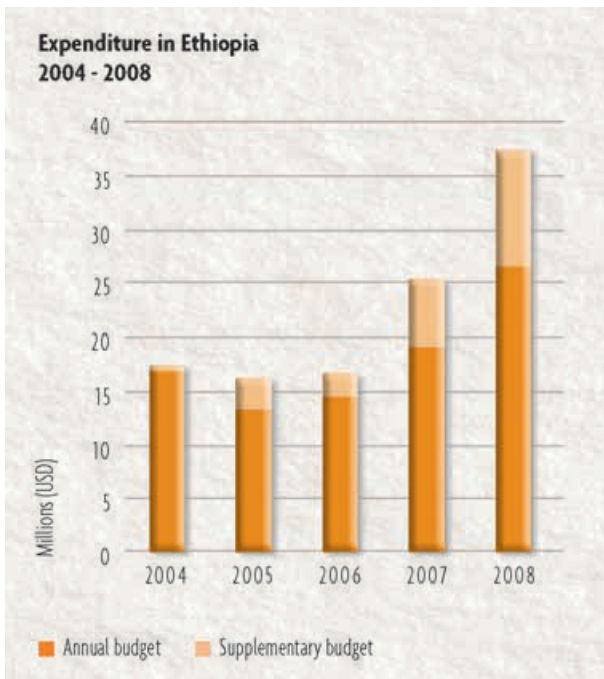 Expenditure in Ethiopia
2004 - 2008
40
35
30
25
20
15
10
5
0
Millions (USD)
2004 2005 2006 2007 2008
Annual budget Supplementary budget